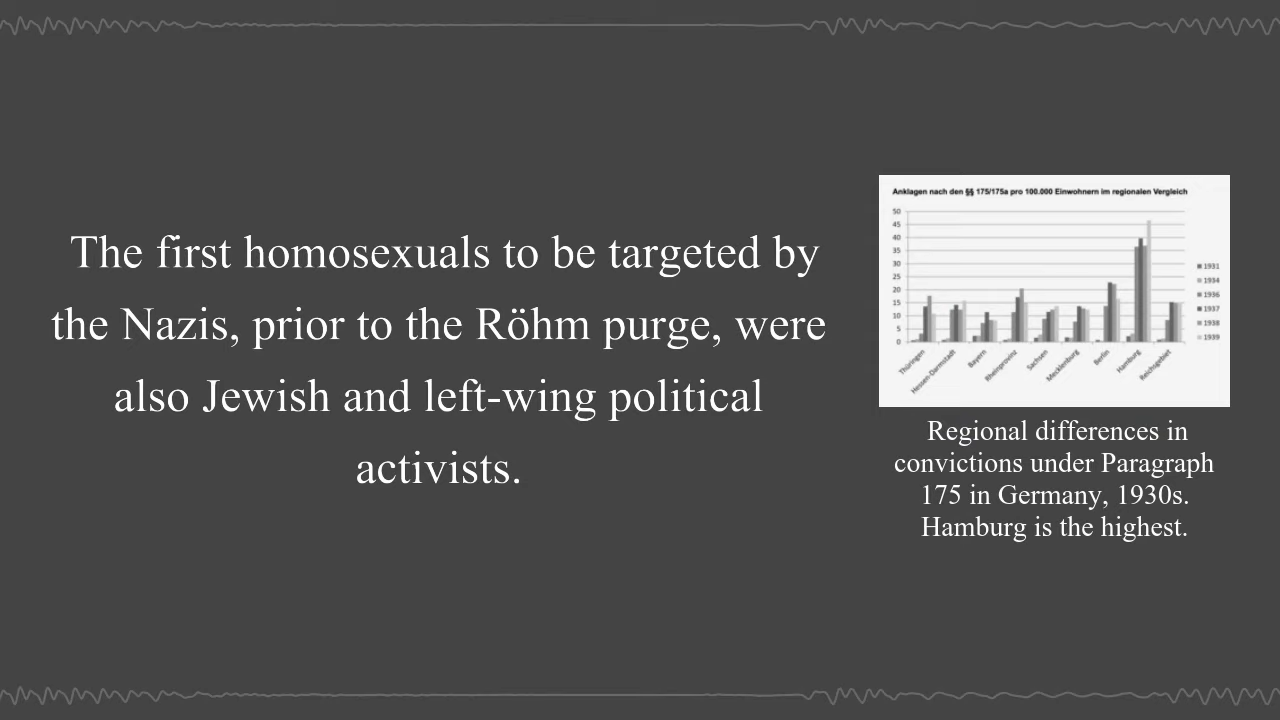 The first homosexuals to be targeted by
the Nazis, prior to the Röhm purge, were
also Jewish and left-wing political
activists.
Anklagen nach den §§ 175/175a pro 100.000 Einwohnern im regionalen Vergleich
50
45
40
35
30
25
20
15
10
5
0
Thüringen
Hessen-Darmstadt
Bayern
Rheinprovinz
Sachsen
Mecklenburg
Berlin
Hamburg
Reichsgebiet
1931
1934
1936
1937
1938
1939
Regional differences in
convictions under Paragraph
175 in Germany, 1930s.
Hamburg is the highest.